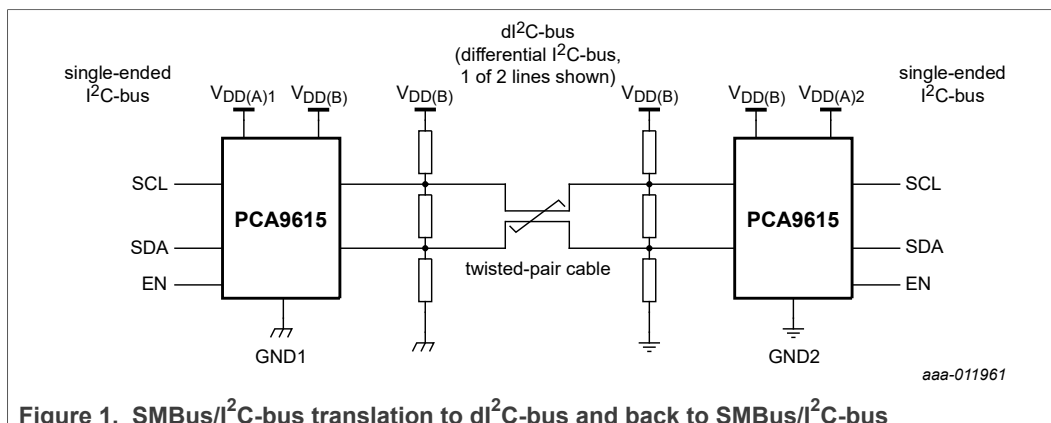 dI²C-bus
(differential I²C-bus,
1 of 2 lines shown)
single-ended
I²C-bus
single-ended
I²C-bus
VDD(A)1 VDD(B) VDD(B) VDD(B) VDD(B) VDD(A)2
SCL
SCL
PCA9615
PCA9615
SDA
SDA
twisted-pair cable
EN
EN
GND1
GND2
aaa-011961
Figure 1. SMBus/I²C-bus translation to dI²C-bus and back to SMBus/I²C-bus